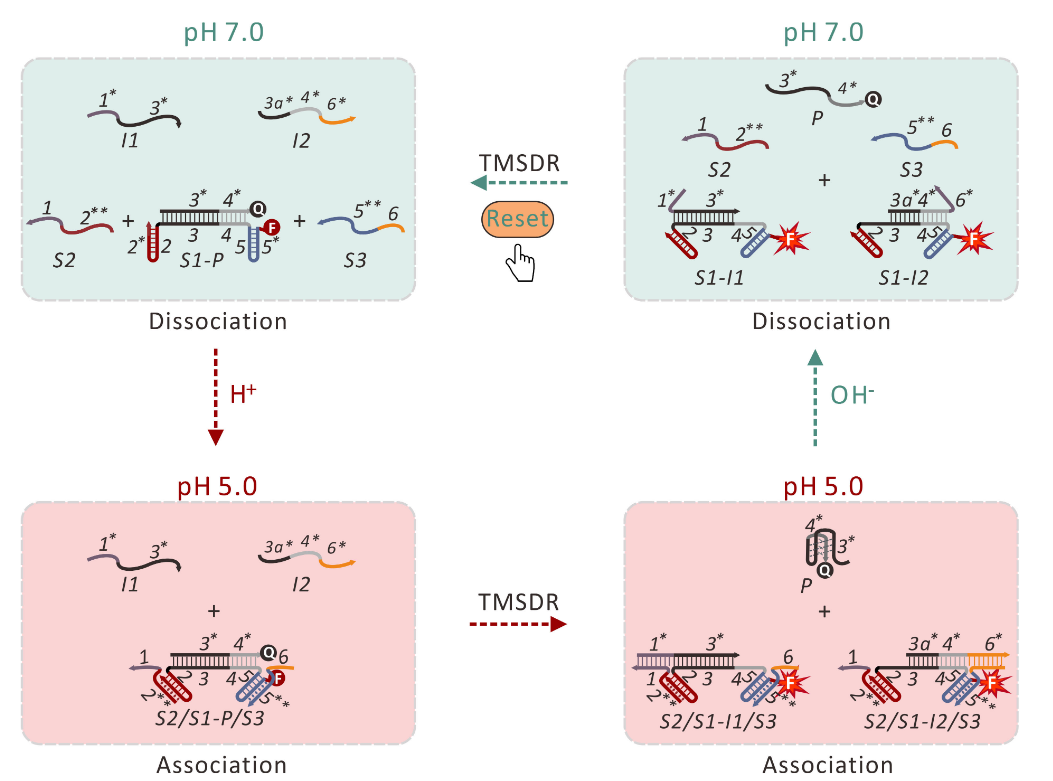 pH 7.0
1* 3*
I1
3a* 4* 6*
I2
1 2**
S2
+
3* 4*
Q
F
2* 2 3 4 5 5*
S1-P
+
5** 6
S3
Dissociation
TMSDR
Reset
pH 7.0
3* 4* Q
P
1 2**
S2
5** 6
S3
+
1* 3*
2 3 4 5 F
S1-I1
3a* 4* 6*
2 3 4 5 F
S1-I2
Dissociation
H+
OH-
pH 5.0
1* 3*
I1
3a* 4* 6*
I2
+
3* 4* Q
1 2 3 4 5 6 F
2** 5**
S2/S1-P/S3
Association
TMSDR
pH 5.0
4* 3*
Q
P
+
1* 3*
1 2 3 4 5 6 F
2** 5**
S2/S1-I1/S3
3a* 4* 6*
1 2 3 4 5 F
2** 5**
S2/S1-I2/S3
Association